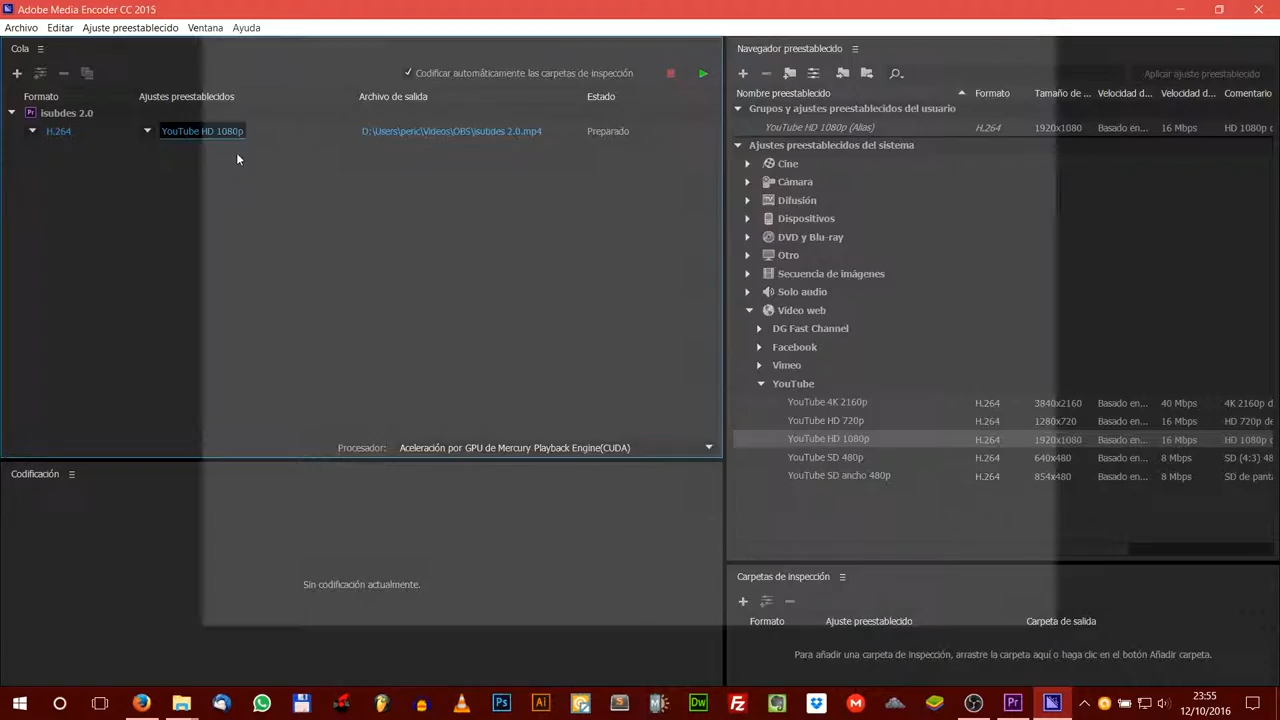 Adobe Media Encoder CC 2015
Archivo Editar Ajuste preestablecido Ventana Ayuda
Cola
Codificar automáticamente las carpetas de inspección
Formato Ajustes preestablecidos Archivo de salida Estado
Pr isubdes 2.0
H.264 YouTube HD 1080p D:\Users\peric\Videos\OBS\isubdes 2.0.mp4 Preparado
Procesador: Aceleración por GPU de Mercury Playback Engine(CUDA)
Codificación
Sin codificación actualmente.
Navegador preestablecido
Aplicar ajuste preestablecido
Nombre preestablecido Formato Tamaño de ... Velocidad d... Velocidad d... Comentario
Grupos y ajustes preestablecidos del usuario
YouTube HD 1080p (Alias) H.264 1920x1080 Basado en... 16 Mbps HD 1080p d
Ajustes preestablecidos del sistema
Cine
Cámara
Difusión
Dispositivos
DVD y Blu-ray
Otro
Secuencia de imágenes
Solo audio
Vídeo web
DG Fast Channel
Facebook
Vimeo
YouTube
YouTube 4K 2160p H.264 3840x2160 Basado en... 40 Mbps 4K 2160p d
YouTube HD 720p H.264 1280x720 Basado en... 16 Mbps HD 720p de
YouTube HD 1080p H.264 1920x1080 Basado en... 16 Mbps HD 1080p d
YouTube SD 480p H.264 640x480 Basado en... 8 Mbps SD (4:3) 48
YouTube SD ancho 480p H.264 854x480 Basado en... 8 Mbps SD de panta
Carpetas de inspección
Formato Ajuste preestablecido Carpeta de salida
Para añadir una carpeta de inspección, arrastre la carpeta aquí o haga clic en el botón Añadir carpeta.
Ps Ai Dw Fz Pr
23:55
12/10/2016